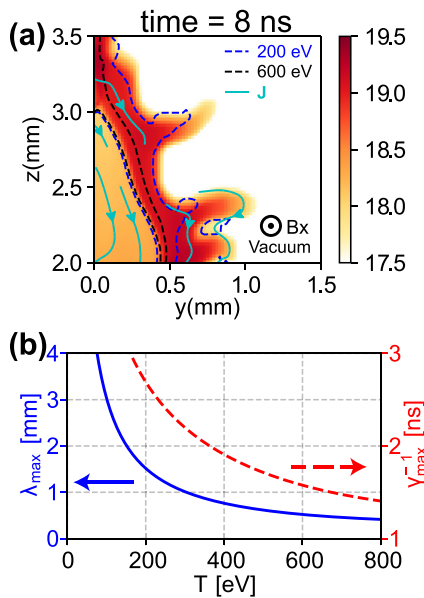 time = 8 ns
(a)
200 eV
600 eV
J
Bx
Vacuum
z(mm)
3.5
3.0
2.5
2.0
0.0 0.5 1.0 1.5
y(mm)
19.5
19.0
18.5
18.0
17.5
(b)
λmax [mm]
4
3
2
1
0
γ⁻¹max [ns]
3
2
1
0 200 400 600 800
T [eV]